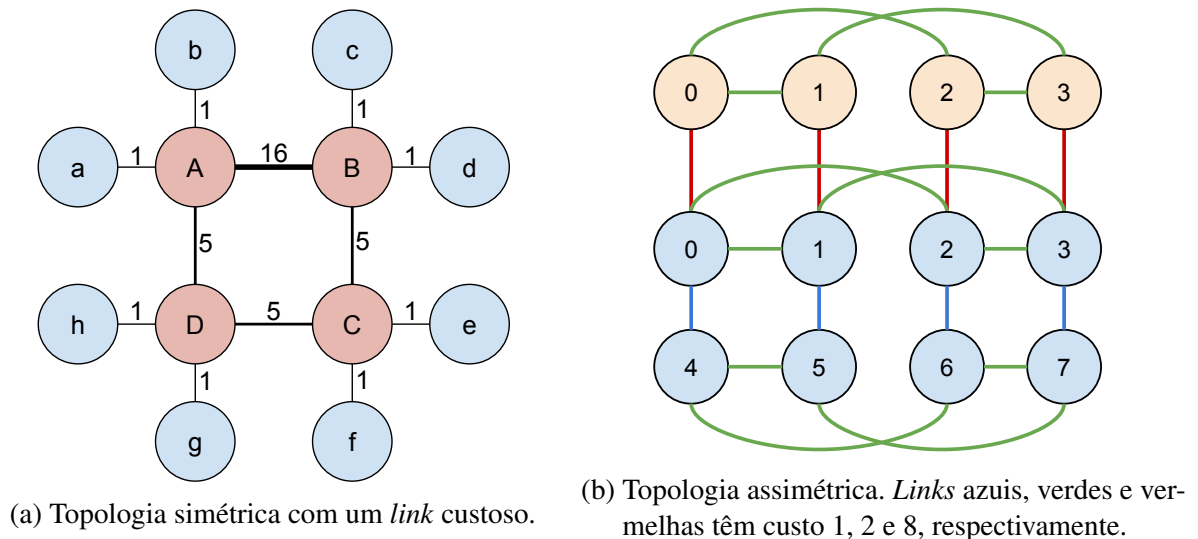 b
c
1
1
a
1
A
16
B
1
d
5
5
h
1
D
5
C
1
e
1
1
g
f
(a) Topologia simétrica com um link custoso.
0
1
2
3
0
1
2
3
4
5
6
7
(b) Topologia assimétrica. Links azuis, verdes e ver-
melhas têm custo 1, 2 e 8, respectivamente.